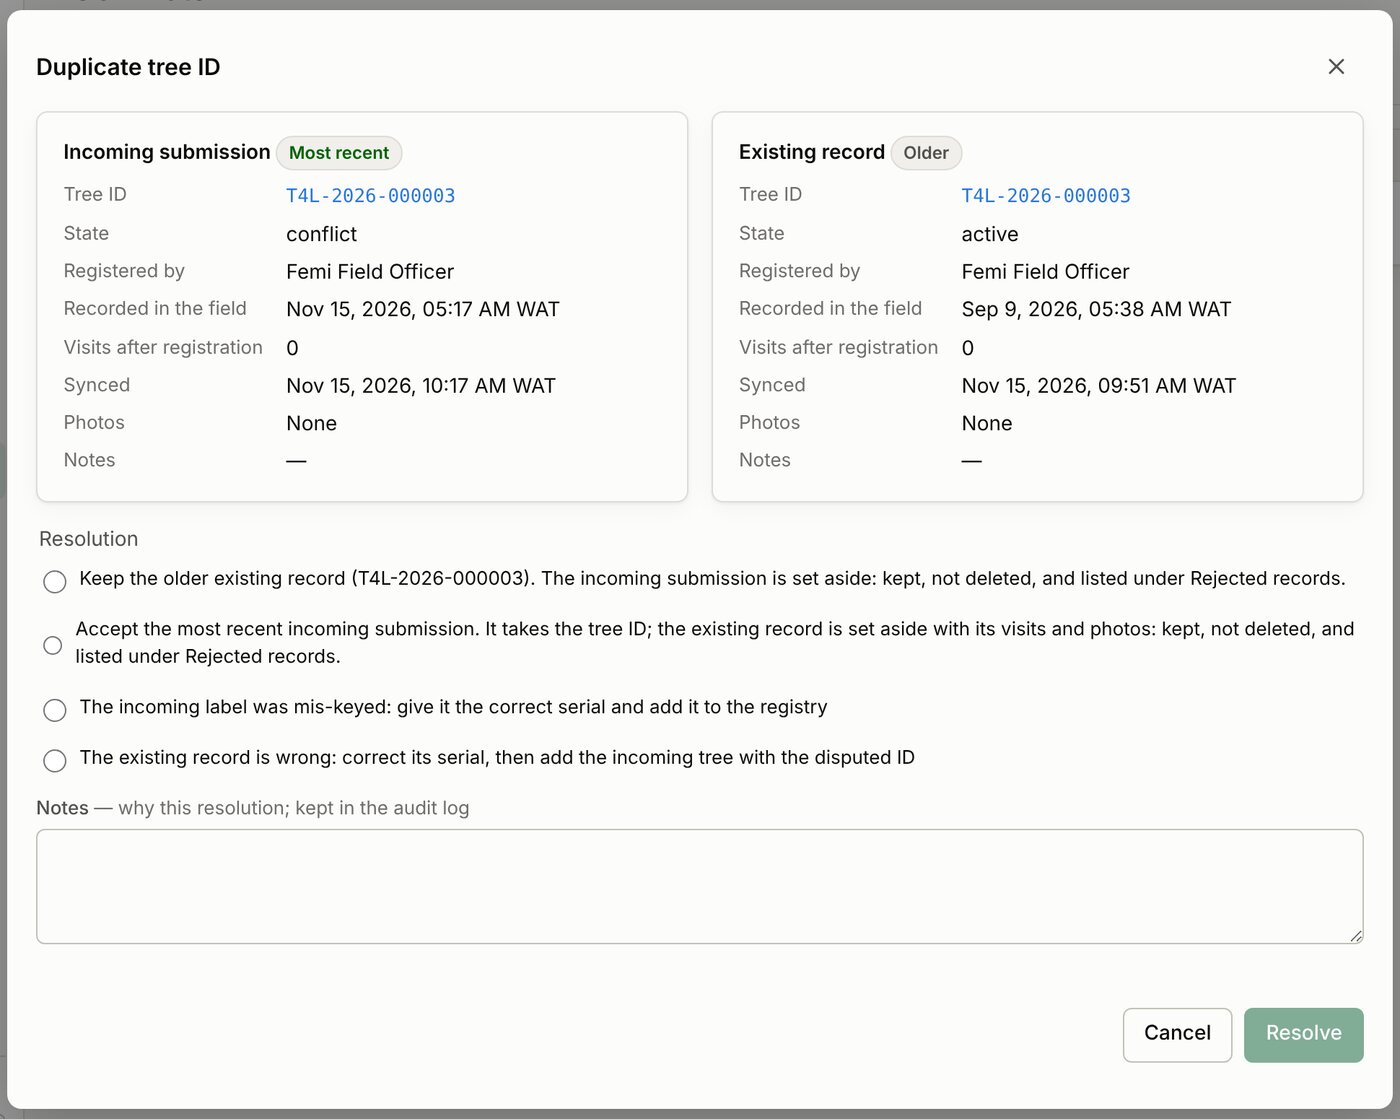 Duplicate tree ID
Incoming submission Most recent
Tree ID T4L-2026-000003
State conflict
Registered by Femi Field Officer
Recorded in the field Nov 15, 2026, 05:17 AM WAT
Visits after registration 0
Synced Nov 15, 2026, 10:17 AM WAT
Photos None
Notes —
Existing record Older
Tree ID T4L-2026-000003
State active
Registered by Femi Field Officer
Recorded in the field Sep 9, 2026, 05:38 AM WAT
Visits after registration 0
Synced Nov 15, 2026, 09:51 AM WAT
Photos None
Notes —
Resolution
Keep the older existing record (T4L-2026-000003). The incoming submission is set aside: kept, not deleted, and listed under Rejected records.
Accept the most recent incoming submission. It takes the tree ID; the existing record is set aside with its visits and photos: kept, not deleted, and
listed under Rejected records.
The incoming label was mis-keyed: give it the correct serial and add it to the registry
The existing record is wrong: correct its serial, then add the incoming tree with the disputed ID
Notes — why this resolution; kept in the audit log
Cancel
Resolve